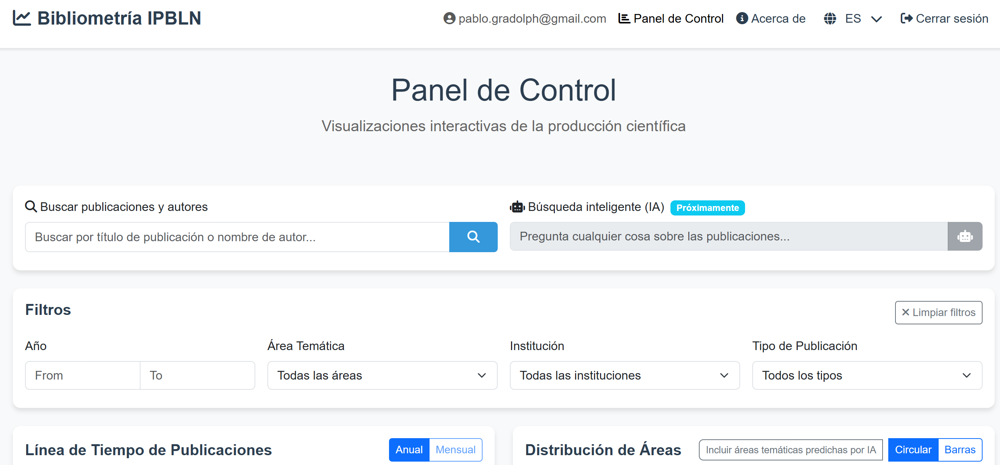 Bibliometría IPBLN
pablo.gradolph@gmail.com Panel de Control Acerca de ES Cerrar sesión
Panel de Control
Visualizaciones interactivas de la producción científica
Buscar publicaciones y autores
Buscar por título de publicación o nombre de autor...
Búsqueda inteligente (IA) Próximamente
Pregunta cualquier cosa sobre las publicaciones...
Filtros
Limpiar filtros
Año
From To
Área Temática
Todas las áreas
Institución
Todas las instituciones
Tipo de Publicación
Todos los tipos
Línea de Tiempo de Publicaciones
Anual Mensual
Distribución de Áreas
Incluir áreas temáticas predichas por IA
Circular Barras